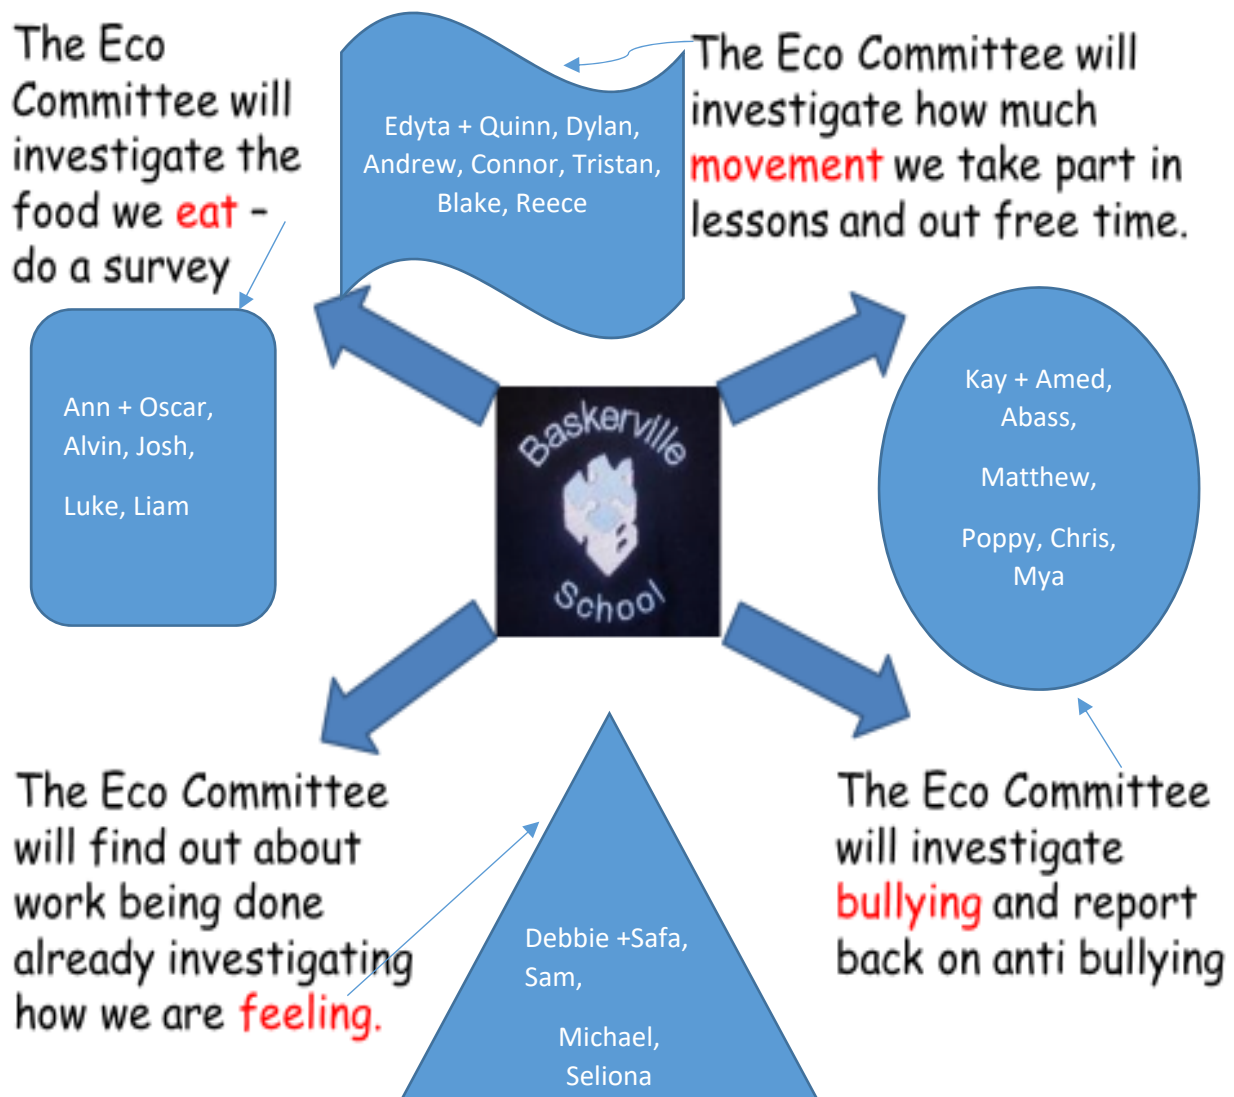 The Eco
Committee will
investigate the
food we eat –
do a survey
Edyta + Quinn, Dylan,
Andrew, Connor, Tristan,
Blake, Reece
The Eco Committee will
investigate how much
movement we take part in
lessons and out free time.
Ann + Oscar,
Alvin, Josh,
Luke, Liam
Baskerville
School
Kay + Amed,
Abass,
Matthew,
Poppy, Chris,
Mya
The Eco Committee
will find out about
work being done
already investigating
how we are feeling.
Debbie +Safa,
Sam,
Michael,
Seliona
The Eco Committee
will investigate
bullying and report
back on anti bullying